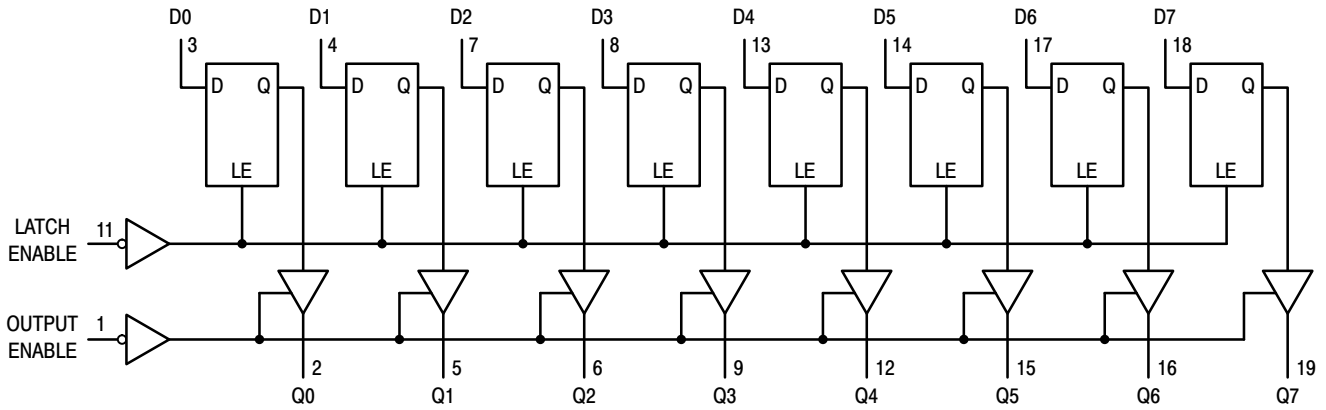 D0 D1 D2 D3 D4 D5 D6 D7
3 4 7 8 13 14 17 18
D Q D Q D Q D Q D Q D Q D Q D Q
LE LE LE LE LE LE LE LE
LATCH
ENABLE
11
OUTPUT
ENABLE
1
2 5 6 9 12 15 16 19
Q0 Q1 Q2 Q3 Q4 Q5 Q6 Q7